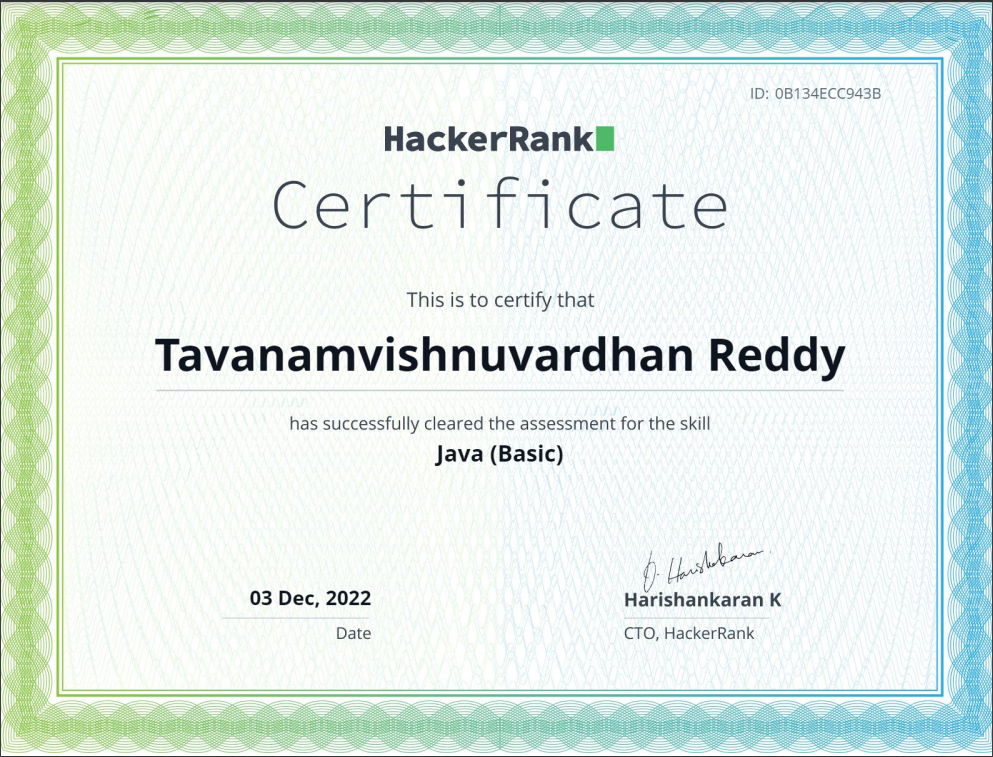 ID: 0B134ECC943B
HackerRank
Certificate
This is to certify that
Tavanamvishnuvardhan Reddy
has successfully cleared the assessment for the skill
Java (Basic)
03 Dec, 2022
Date
D. Harishankaran
Harishankaran K
CTO, HackerRank